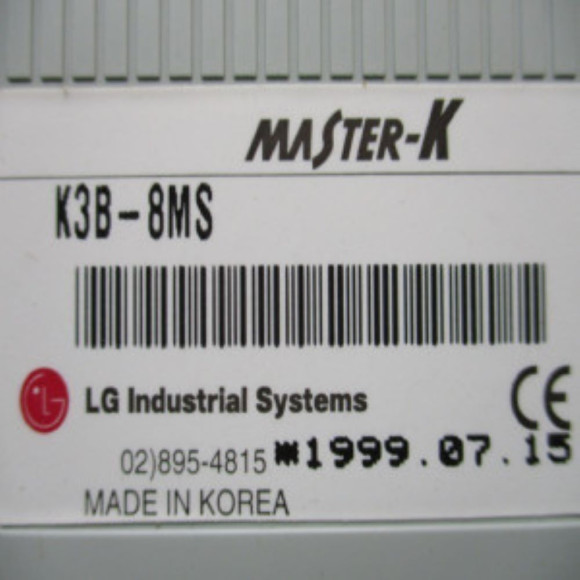 MASTER-K
K3B-8MS
LG Industrial Systems CE
02)895-4815 *1999.07.15
MADE IN KOREA